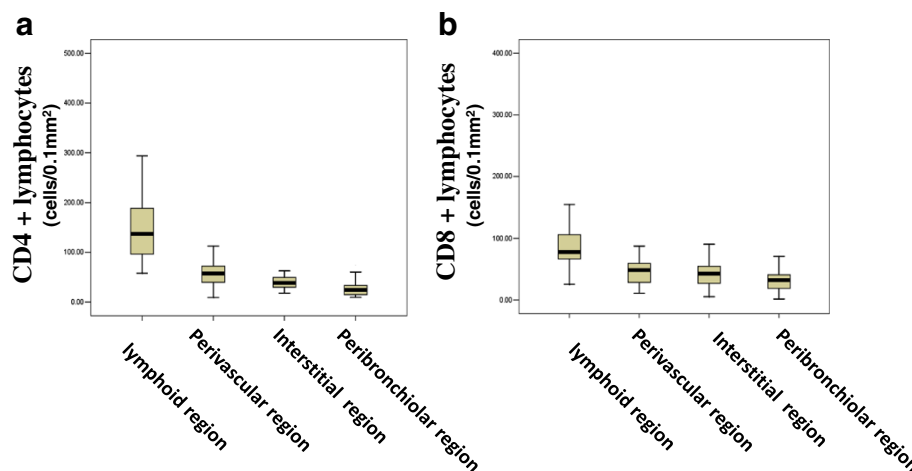 a
CD4 + lymphocytes
(cells/0.1mm²)
500.00
400.00
300.00
200.00
100.00
0.00
lymphoid region
Perivascular region
Interstitial region
Peribronchiolar region
b
CD8 + lymphocytes
(cells/0.1mm²)
400.00
300.00
200.00
100.00
0.00
lymphoid region
Perivascular region
Interstitial region
Peribronchiolar region